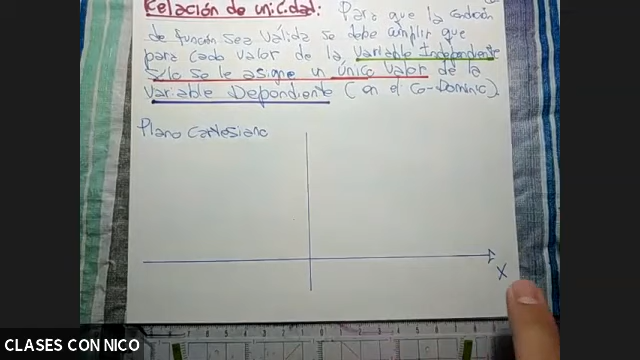 Relación de unicidad: Para que la condición
de función sea válida se debe cumplir que
para cada valor de la Variable Independiente
sólo se le asigne un único valor de la
Variable Dependiente (en el Co-Dominio)
Plano Cartesiano
X
CLASES CON NICO